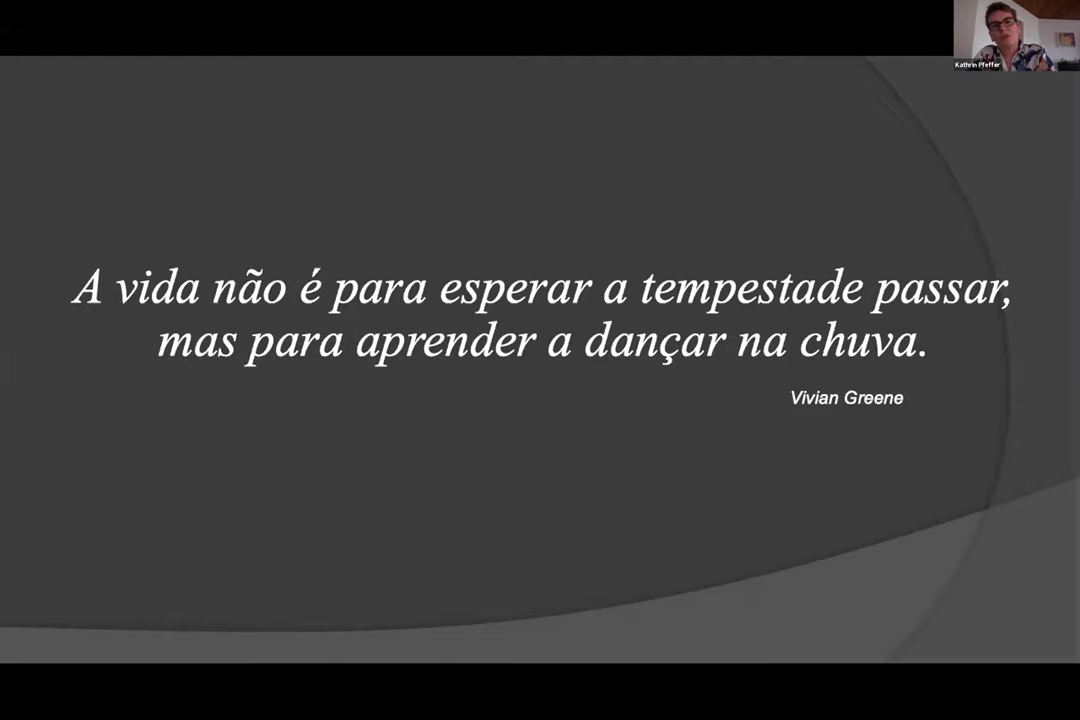 Kathrin Pfeffer
A vida não é para esperar a tempestade passar,
mas para aprender a dançar na chuva.
Vivian Greene